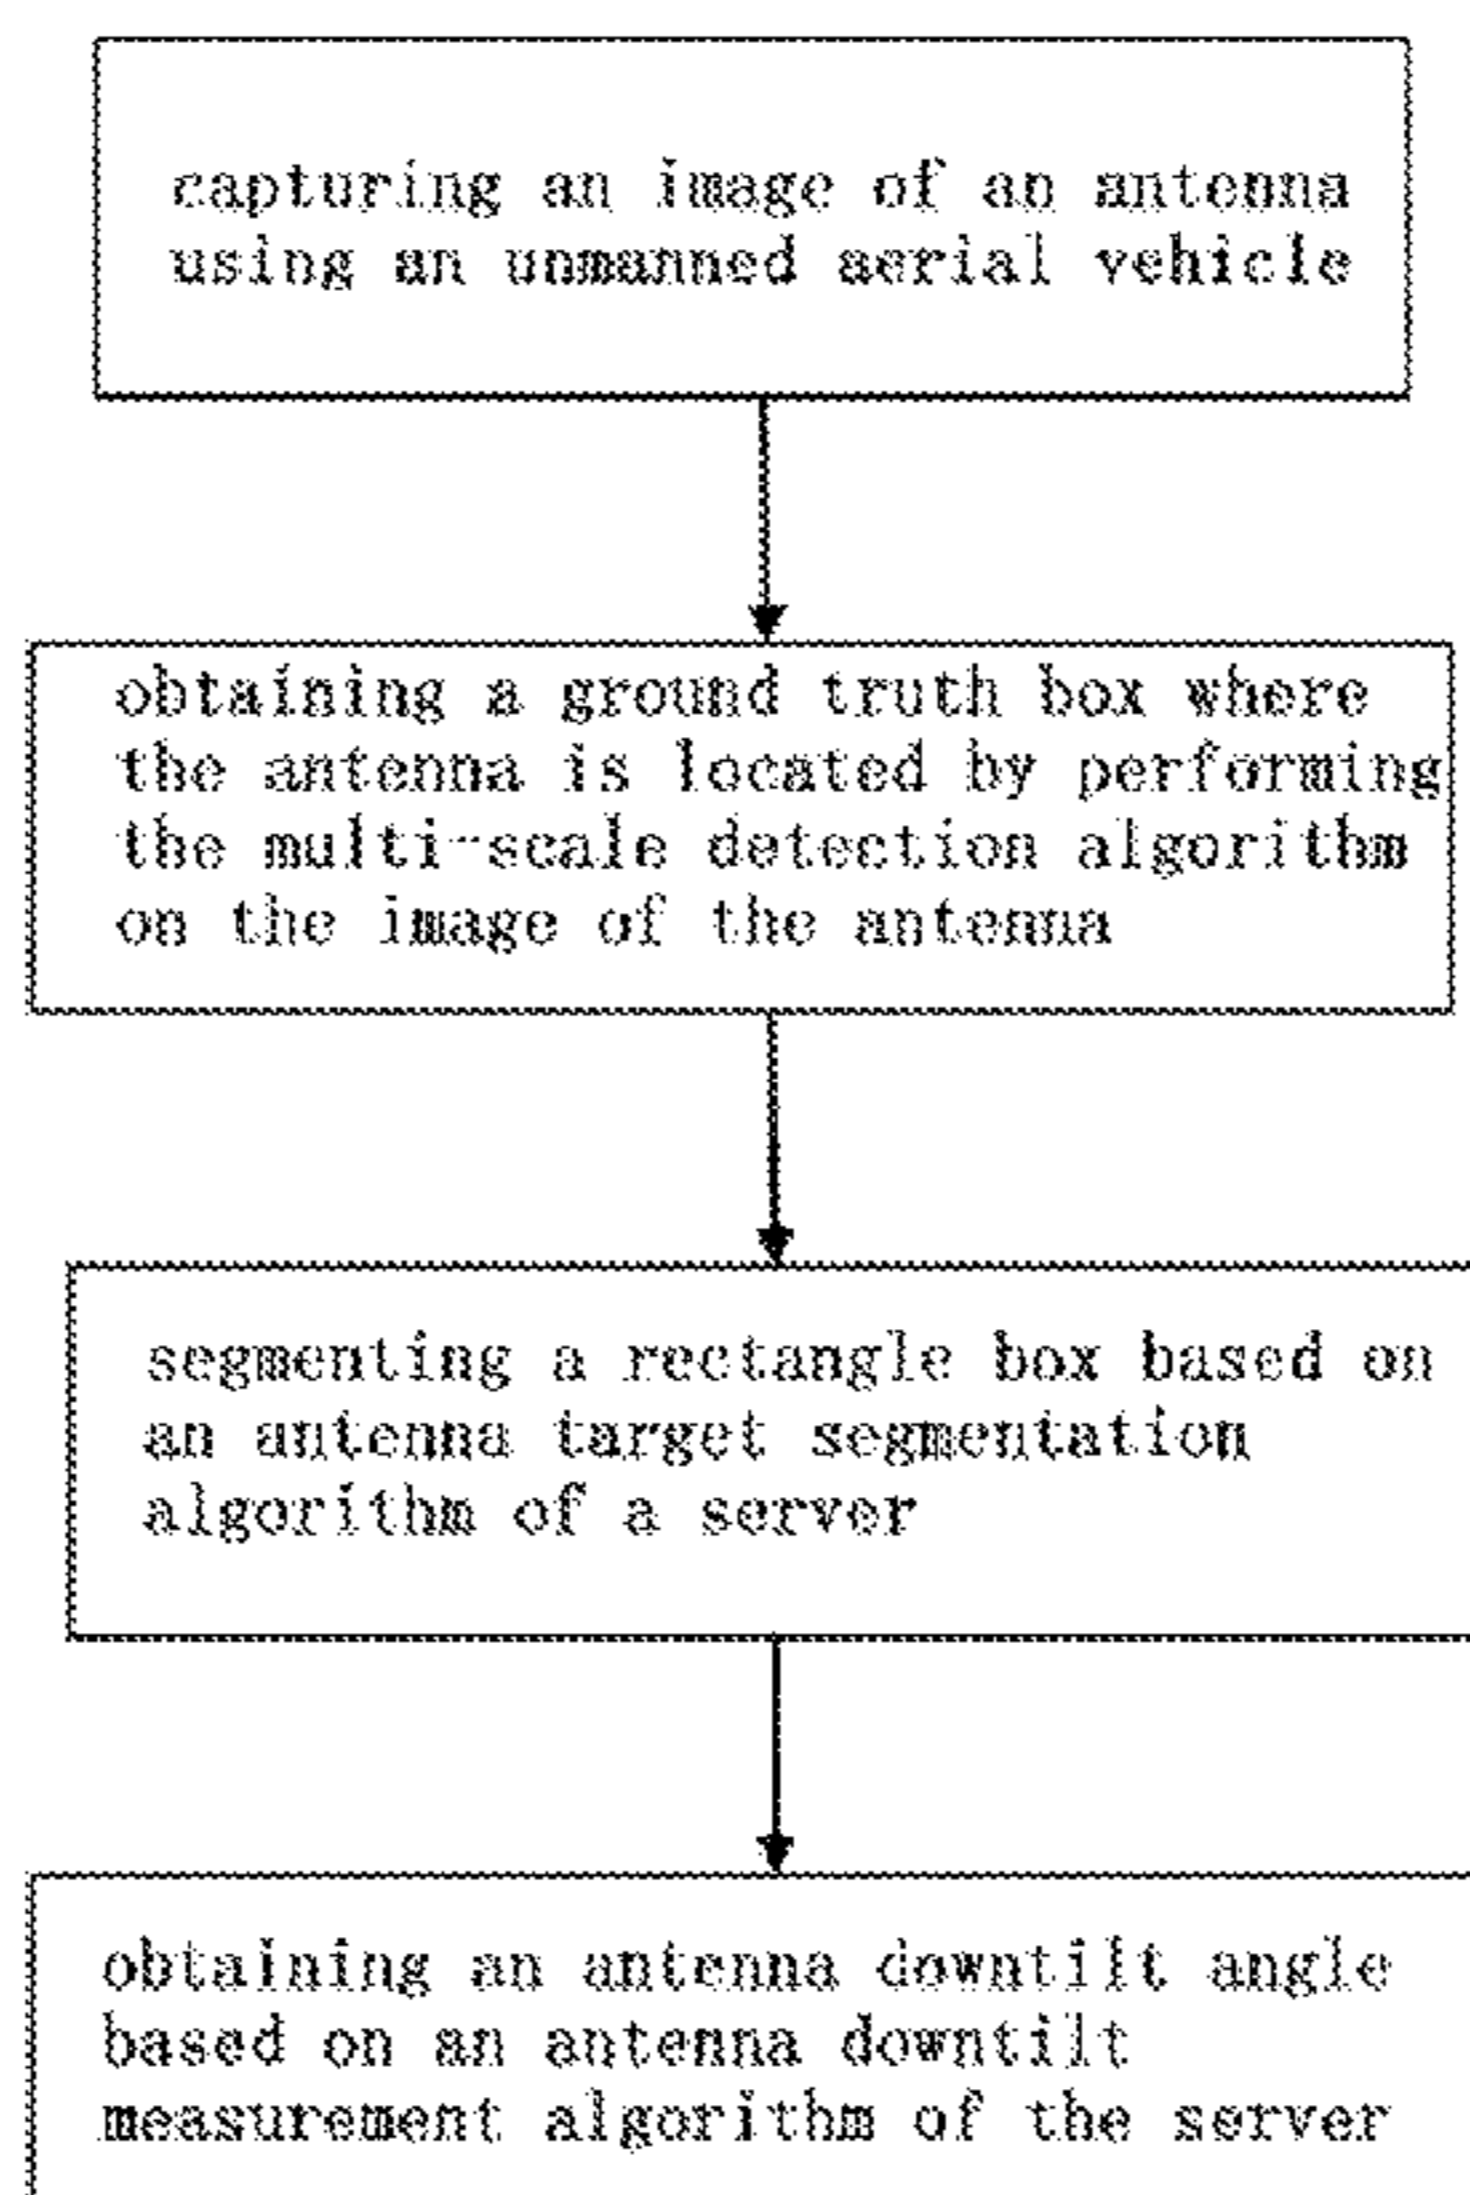 capturing an image of an antenna
using an unmanned aerial vehicle
obtaining a ground truth box where
the antenna is located by performing
the multi-scale detection algorithm
on the image of the antenna
segmenting a rectangle box based on
an antenna target segmentation
algorithm of a server
obtaining an antenna downtilt angle
based on an antenna downtilt
measurement algorithm of the server